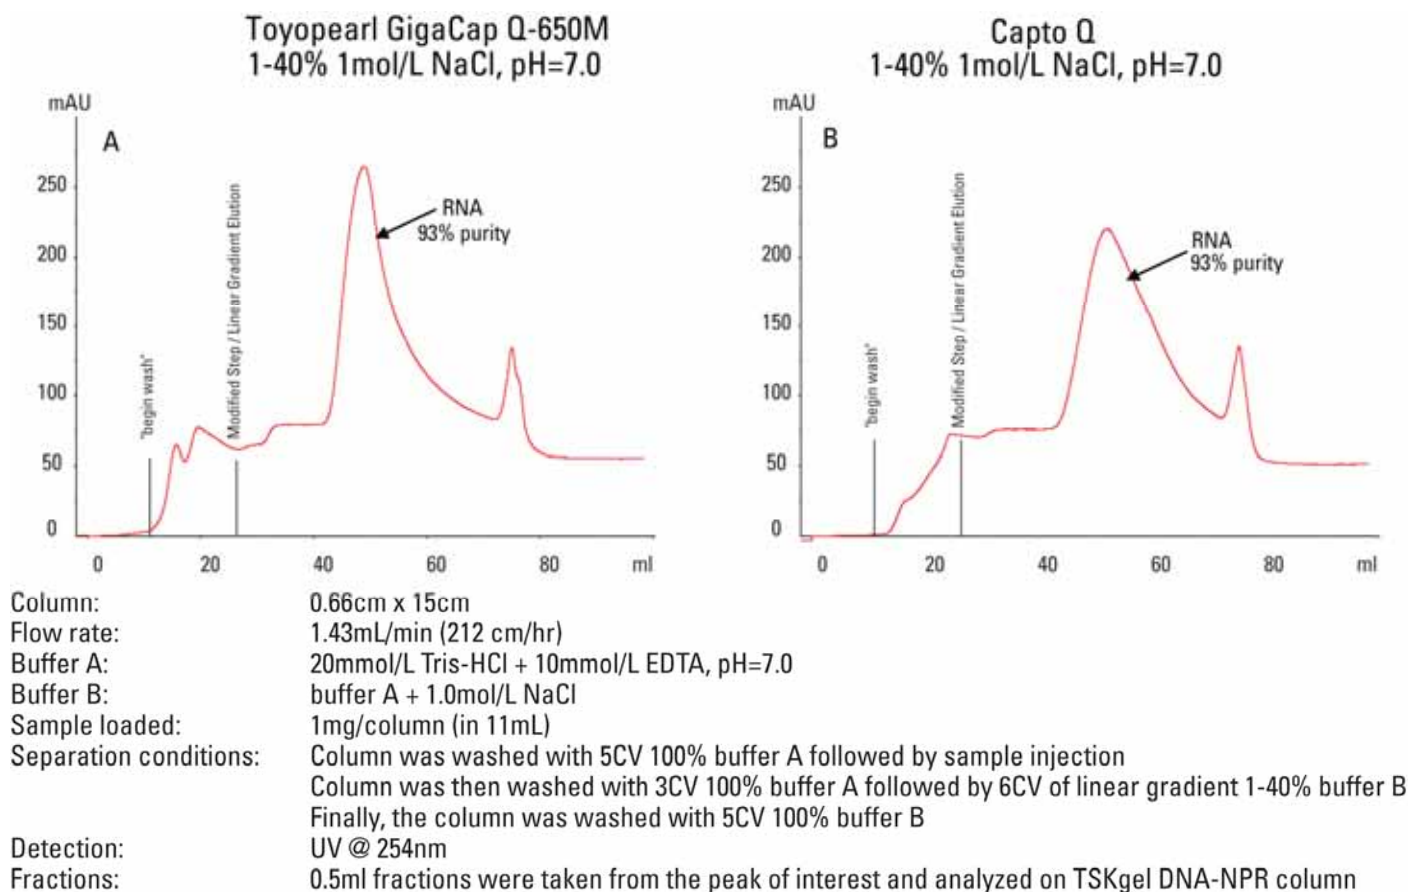 Toyopearl GigaCap Q-650M
1-40% 1mol/L NaCl, pH=7.0
mAU
A
250
200
150
100
50
0
"begin wash"
Modified Step / Linear Gradient Elution
RNA
93% purity
0 20 40 60 80 ml
Capto Q
1-40% 1mol/L NaCl, pH=7.0
mAU
B
250
200
150
100
50
0
"begin wash"
Modified Step / Linear Gradient Elution
RNA
93% purity
0 20 40 60 80 ml
Column: 0.66cm x 15cm
Flow rate: 1.43mL/min (212 cm/hr)
Buffer A: 20mmol/L Tris-HCl + 10mmol/L EDTA, pH=7.0
Buffer B: buffer A + 1.0mol/L NaCl
Sample loaded: 1mg/column (in 11mL)
Separation conditions: Column was washed with 5CV 100% buffer A followed by sample injection
Column was then washed with 3CV 100% buffer A followed by 6CV of linear gradient 1-40% buffer B
Finally, the column was washed with 5CV 100% buffer B
Detection: UV @ 254nm
Fractions: 0.5ml fractions were taken from the peak of interest and analyzed on TSKgel DNA-NPR column